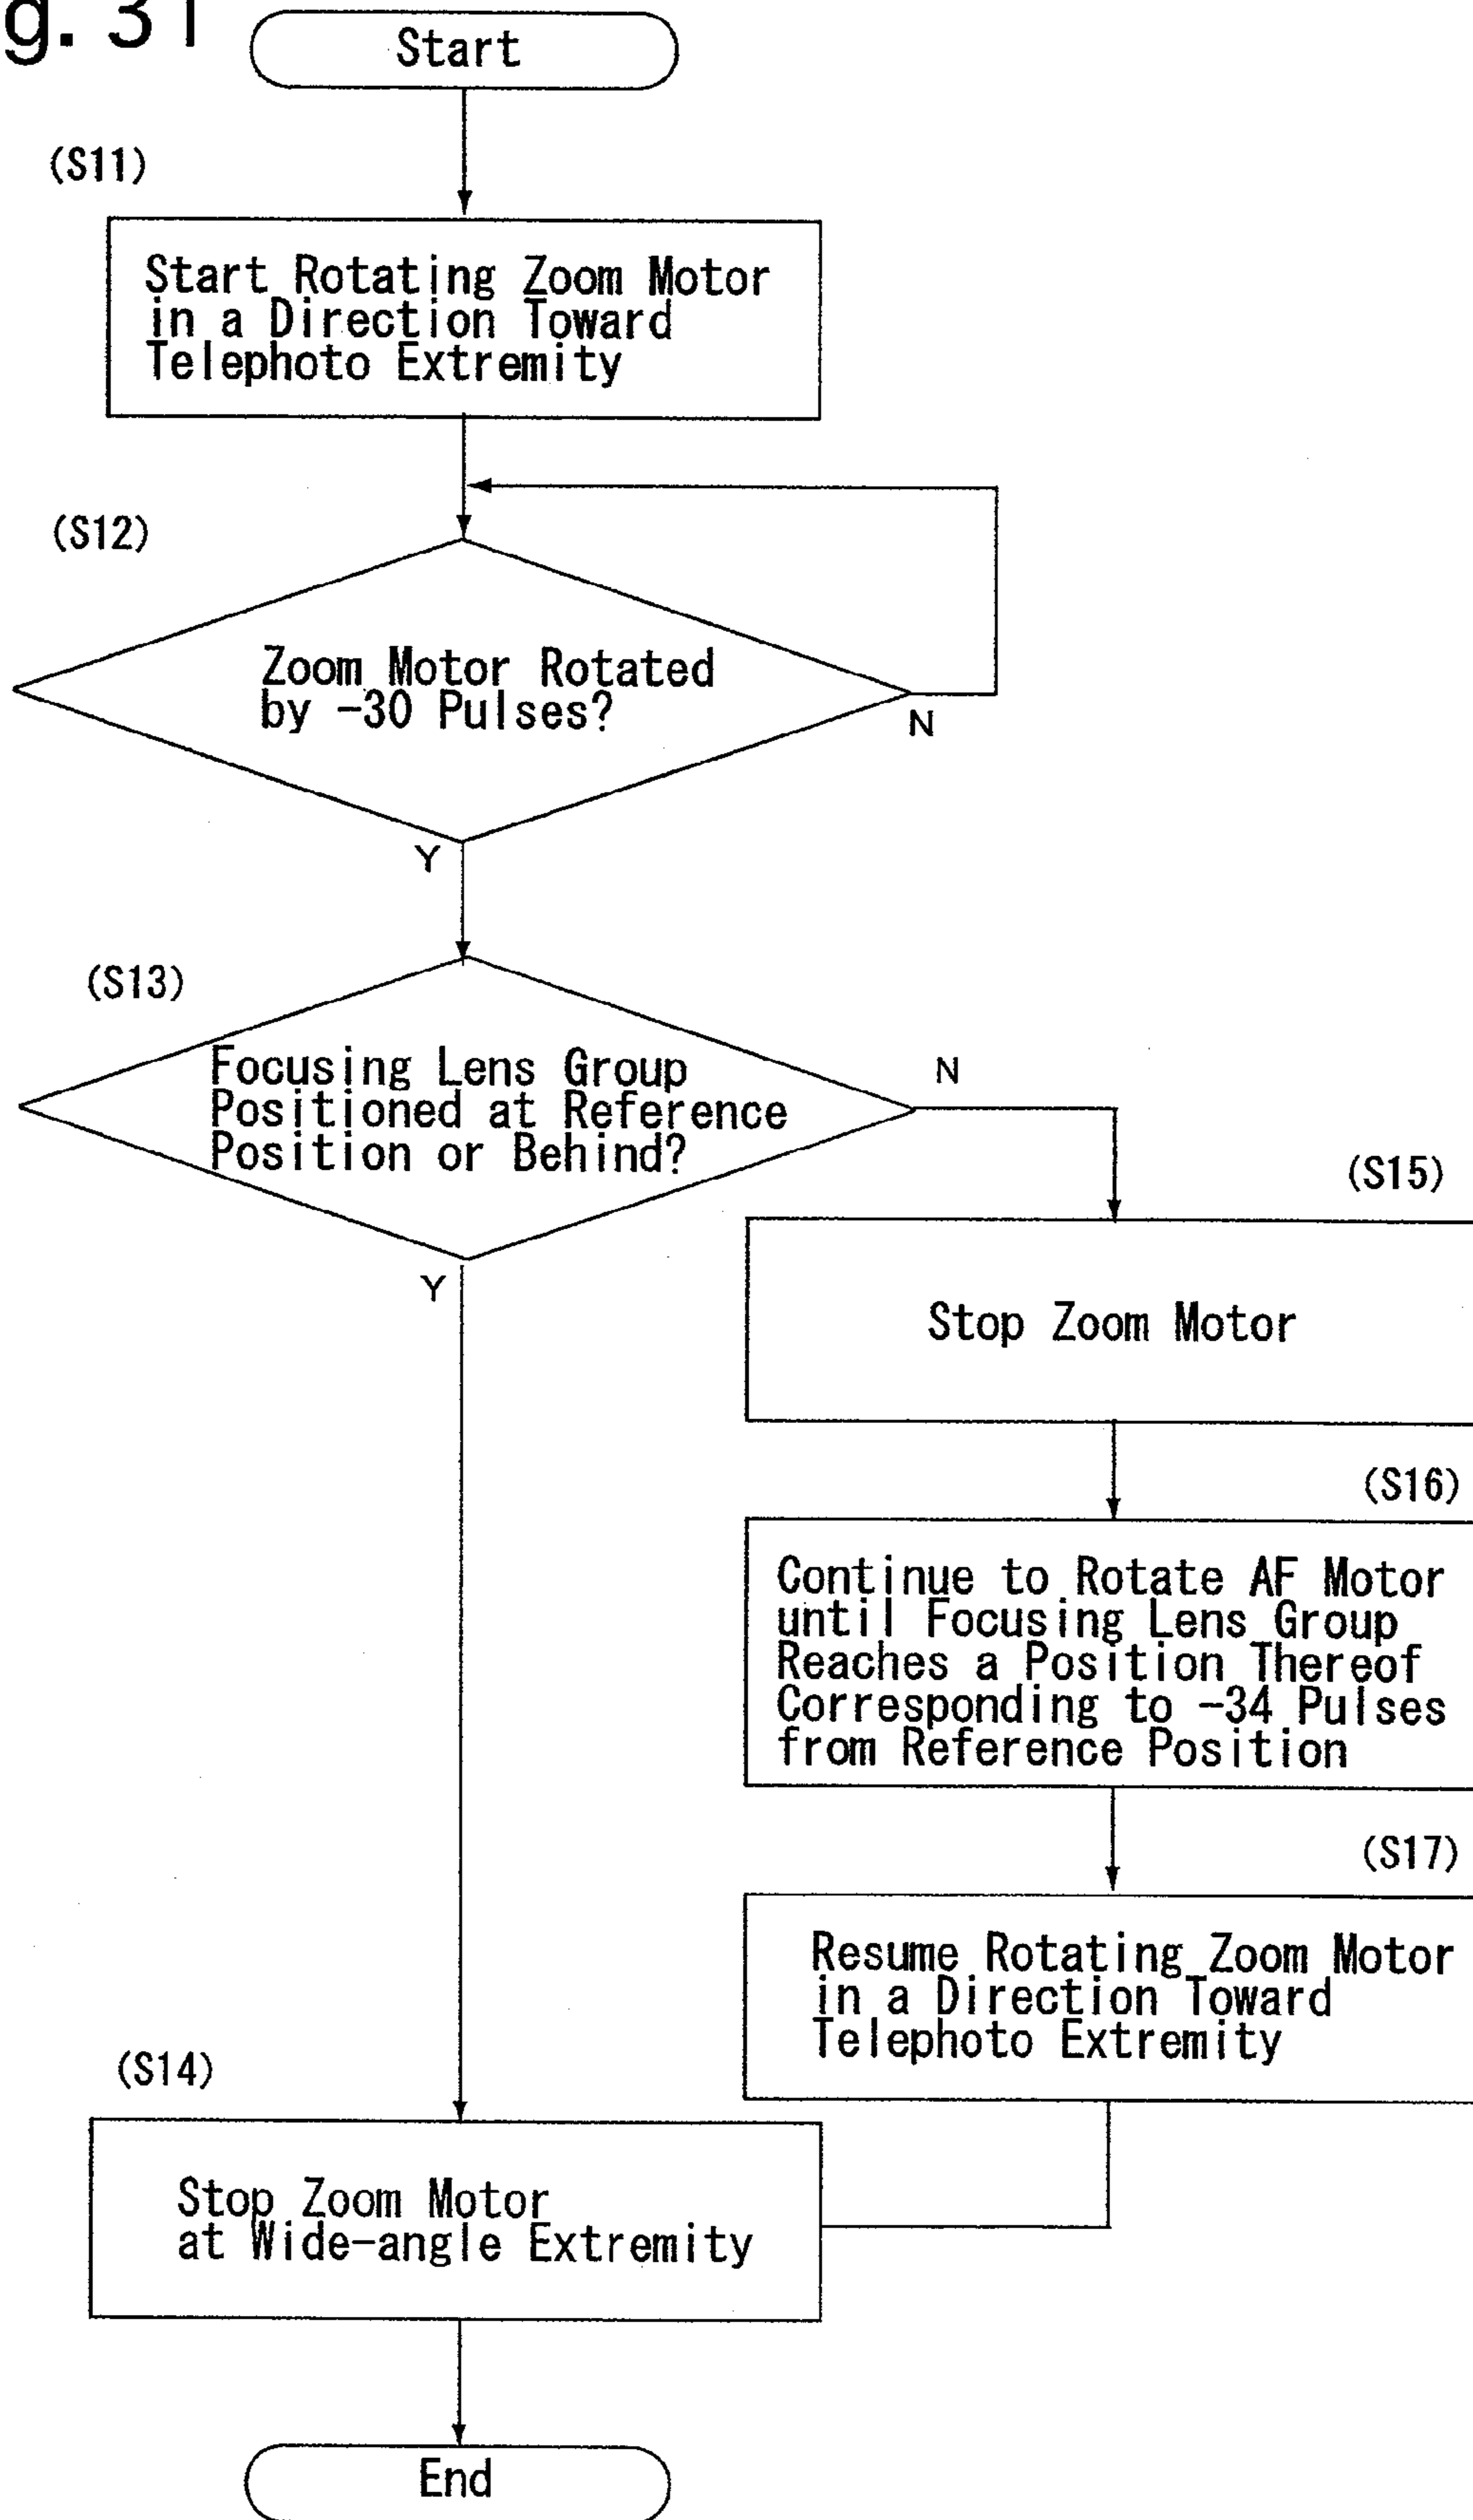 g. 31
Start
(S11)
Start Rotating Zoom Motor
in a Direction Toward
Telephoto Extremity
(S12)
Zoom Motor Rotated
by -30 Pulses?
N
Y
(S13)
Focusing Lens Group
Positioned at Reference
Position or Behind?
N
Y
(S15)
Stop Zoom Motor
(S16)
Continue to Rotate AF Motor
until Focusing Lens Group
Reaches a Position Thereof
Corresponding to -34 Pulses
from Reference Position
(S17)
Resume Rotating Zoom Motor
in a Direction Toward
Telephoto Extremity
(S14)
Stop Zoom Motor
at Wide-angle Extremity
End